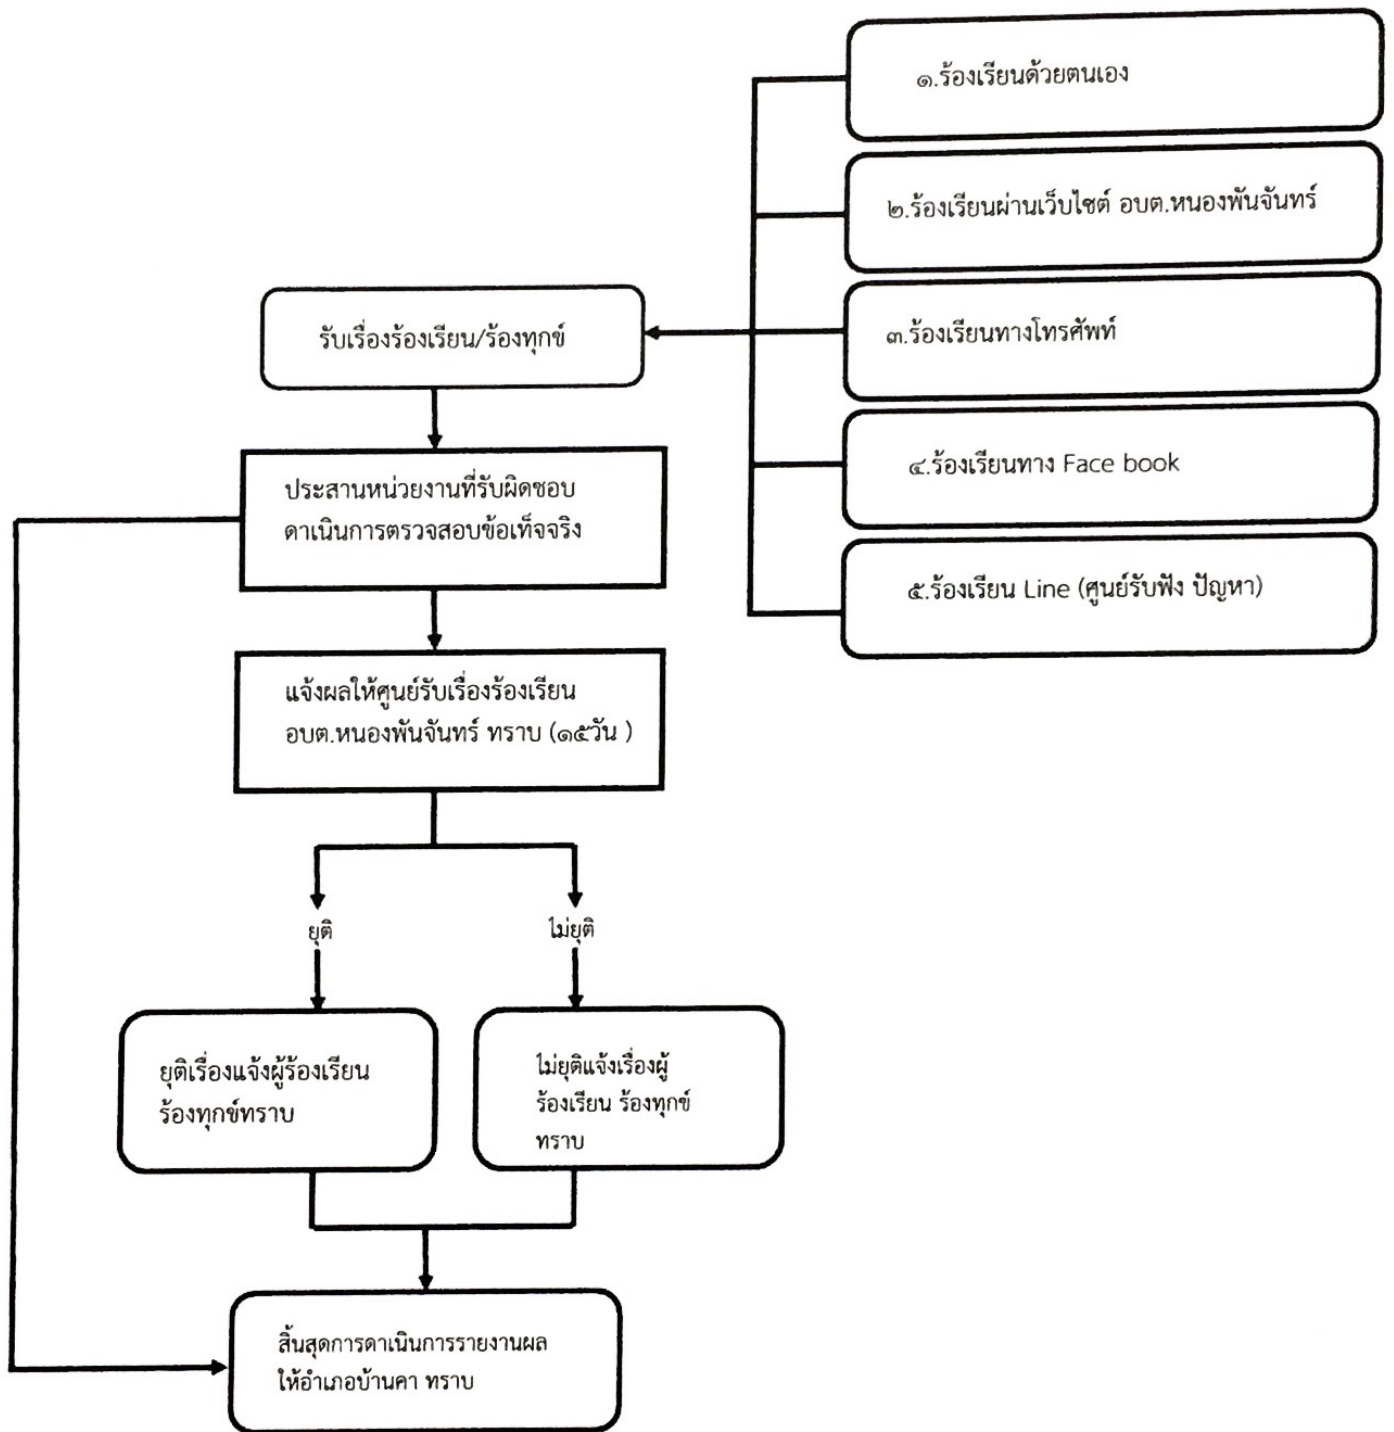 ๑.ร้องเรียนด้วยตนเอง
๒.ร้องเรียนผ่านเว็บไซต์ อบต.หนองพันจันทร์
๓.ร้องเรียนทางโทรศัพท์
๔.ร้องเรียนทาง Face book
๕.ร้องเรียน Line (ศูนย์รับฟัง ปัญหา)
รับเรื่องร้องเรียน/ร้องทุกข์
ประสานหน่วยงานที่รับผิดชอบ
ดาเนินการตรวจสอบข้อเท็จจริง
แจ้งผลให้ศูนย์รับเรื่องร้องเรียน
อบต.หนองพันจันทร์ ทราบ (๑๕วัน )
ยุติ
ไม่ยุติ
ยุติเรื่องแจ้งผู้ร้องเรียน
ร้องทุกข์ทราบ
ไม่ยุติแจ้งเรื่องผู้
ร้องเรียน ร้องทุกข์
ทราบ
สิ้นสุดการดาเนินการรายงานผล
ให้อำเภอบ้านคา ทราบ